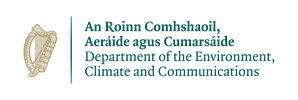 An Roinn Comhshaoil,
Aeráide agus Cumarsáide
Department of the Environment,
Climate and Communications